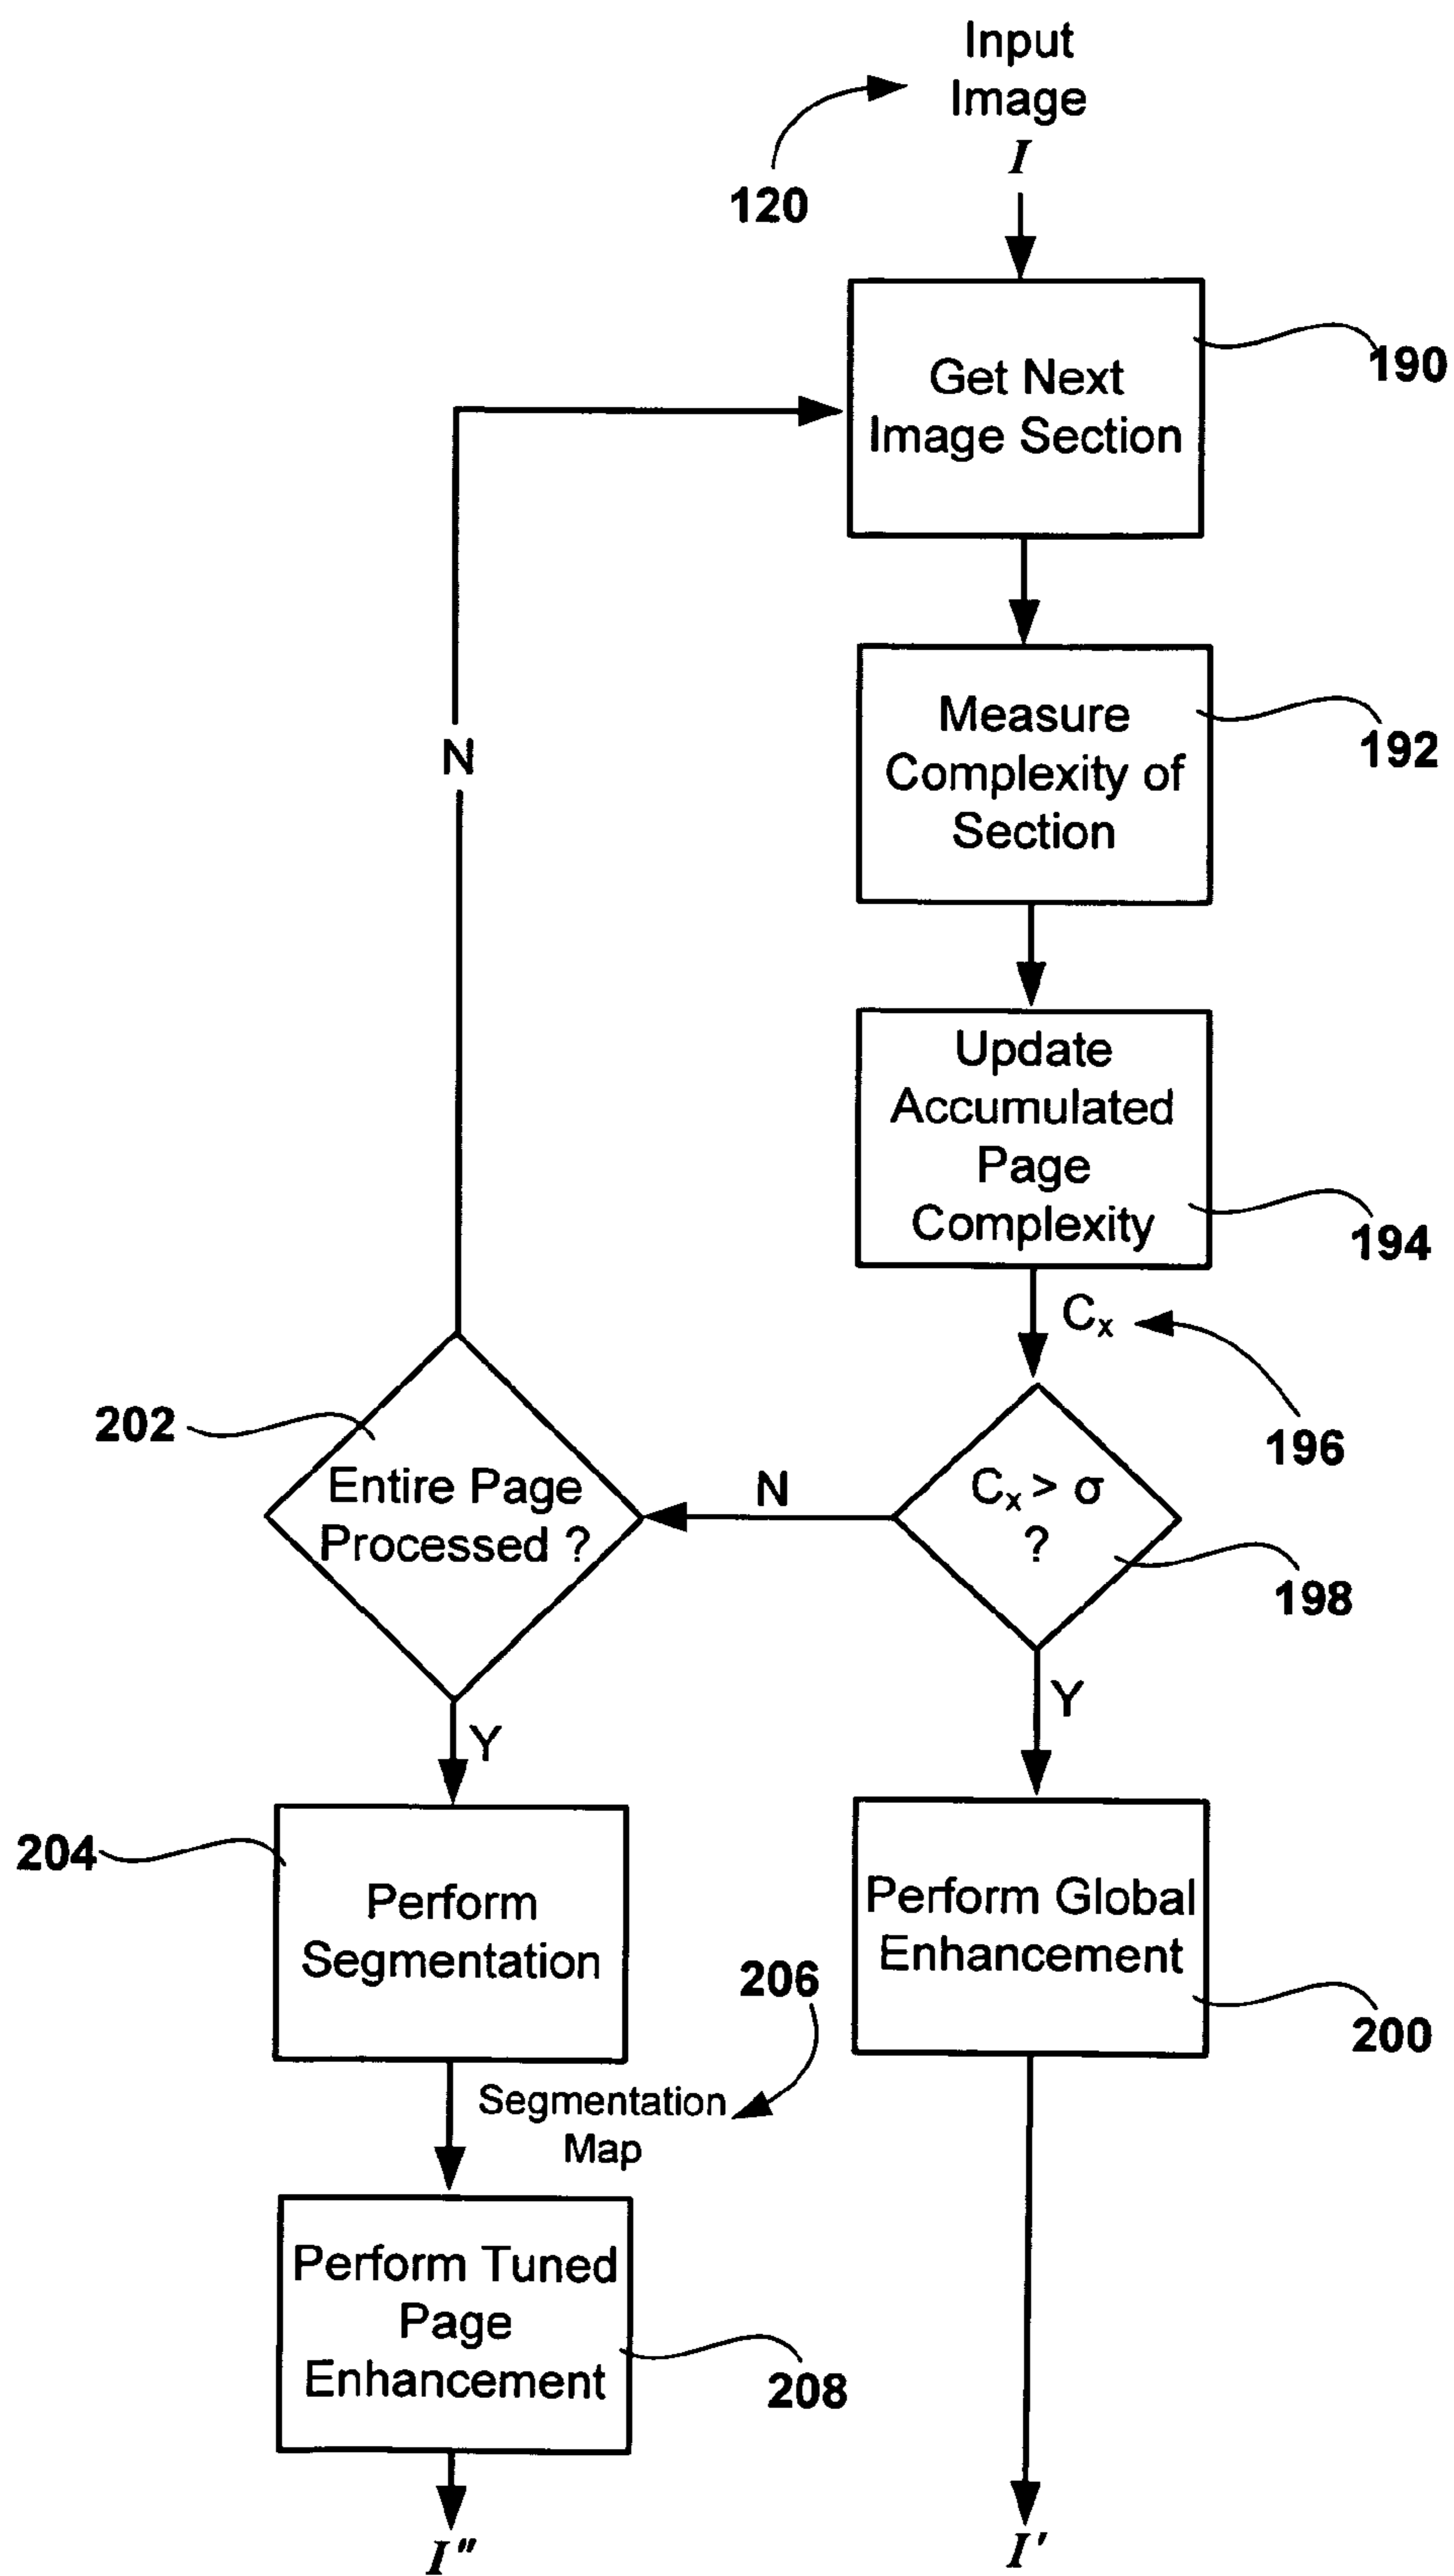 Input
Image
I
120
Get Next
Image Section
190
N
Measure
Complexity of
Section
192
Update
Accumulated
Page
Complexity
194
Cₓ
196
202
Entire Page
Processed ?
N
Cₓ > σ
?
198
Y
Y
204
Perform
Segmentation
Perform Global
Enhancement
200
206
Segmentation
Map
Perform Tuned
Page
Enhancement
208
I"
I'